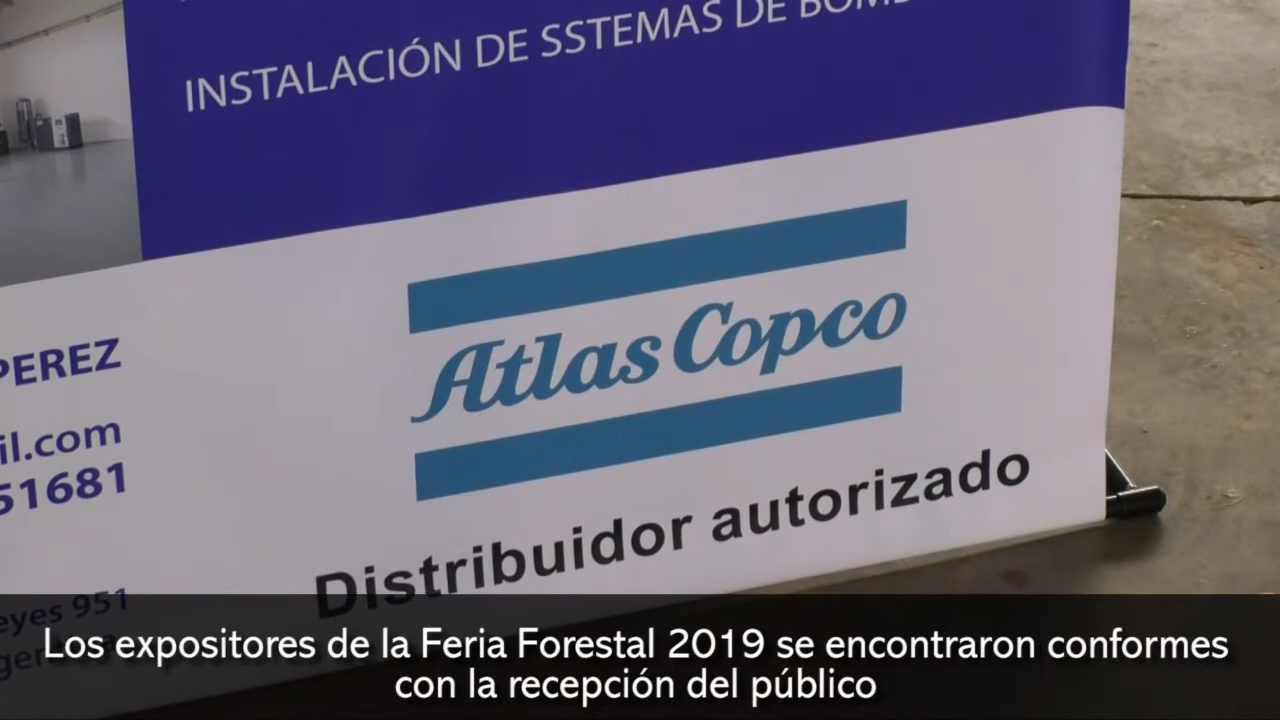 INSTALACIÓN DE SSTEMAS DE
PEREZ
il.com
51681
Atlas Copco
Distribuidor autorizado
eyes 951
Los expositores de la Feria Forestal 2019 se encontraron conformes
con la recepción del público